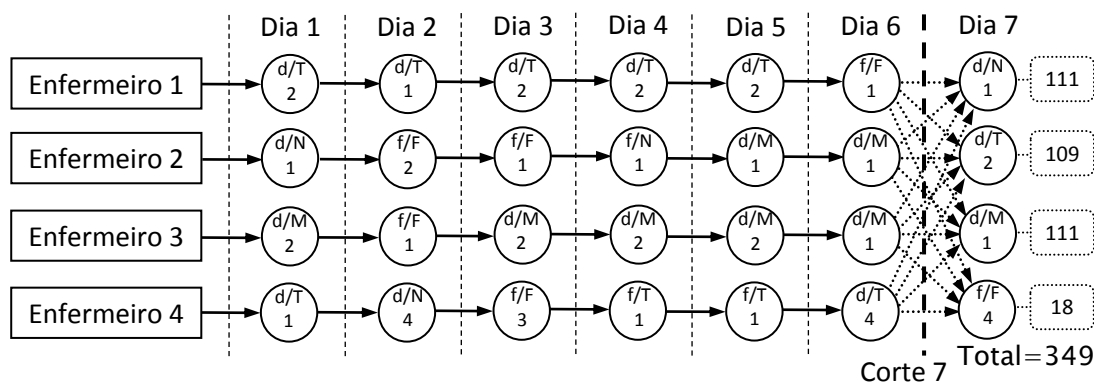 Dia 1 Dia 2 Dia 3 Dia 4 Dia 5 Dia 6 Dia 7
Enfermeiro 1 d/T 2 d/T 1 d/T 2 d/T 2 d/T 2 f/F 1 d/N 1 111
Enfermeiro 2 d/N 1 f/F 2 f/F 1 f/N 1 d/M 1 d/M 1 d/T 2 109
Enfermeiro 3 d/M 2 f/F 1 d/M 2 d/M 2 d/M 2 d/M 1 d/M 1 111
Enfermeiro 4 d/T 1 d/N 4 f/F 3 f/T 1 f/T 1 d/T 4 f/F 4 18
Total=349
Corte 7